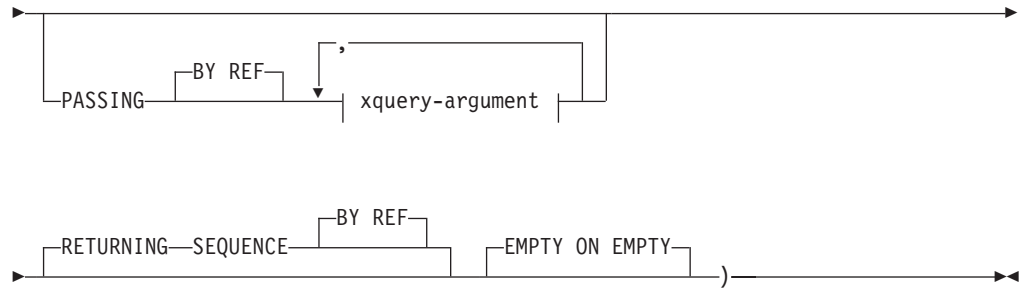 ,
BY REF
PASSING xquery-argument
BY REF
RETURNING SEQUENCE EMPTY ON EMPTY
)